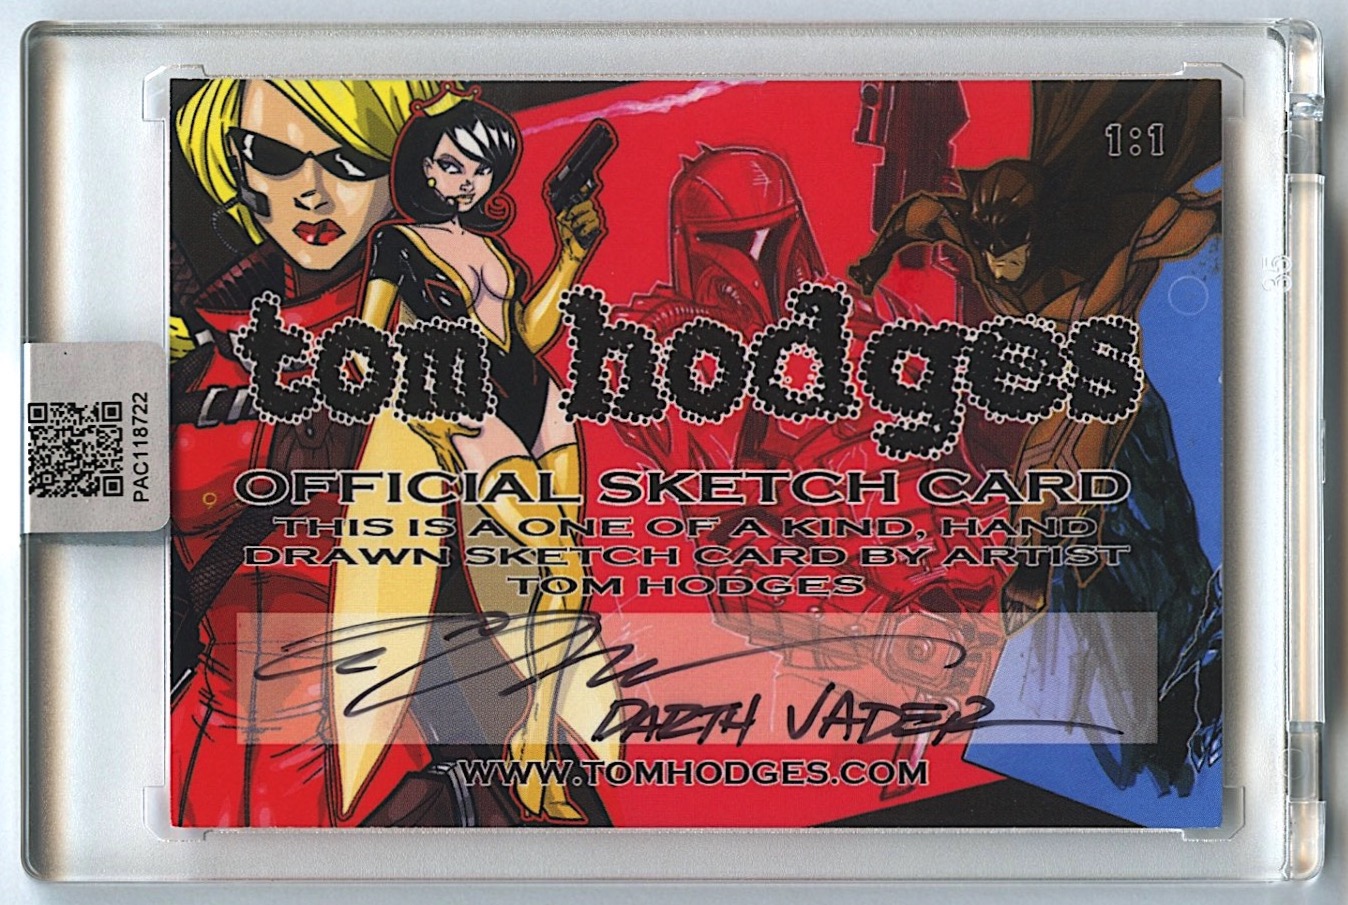 1:1
tom hodges
OFFICIAL SKETCH CARD
THIS IS A ONE OF A KIND, HAND
DRAWN SKETCH CARD BY ARTIST
TOM HODGES
DARTH VADER
WWW.TOMHODGES.COM
PAC118722
35